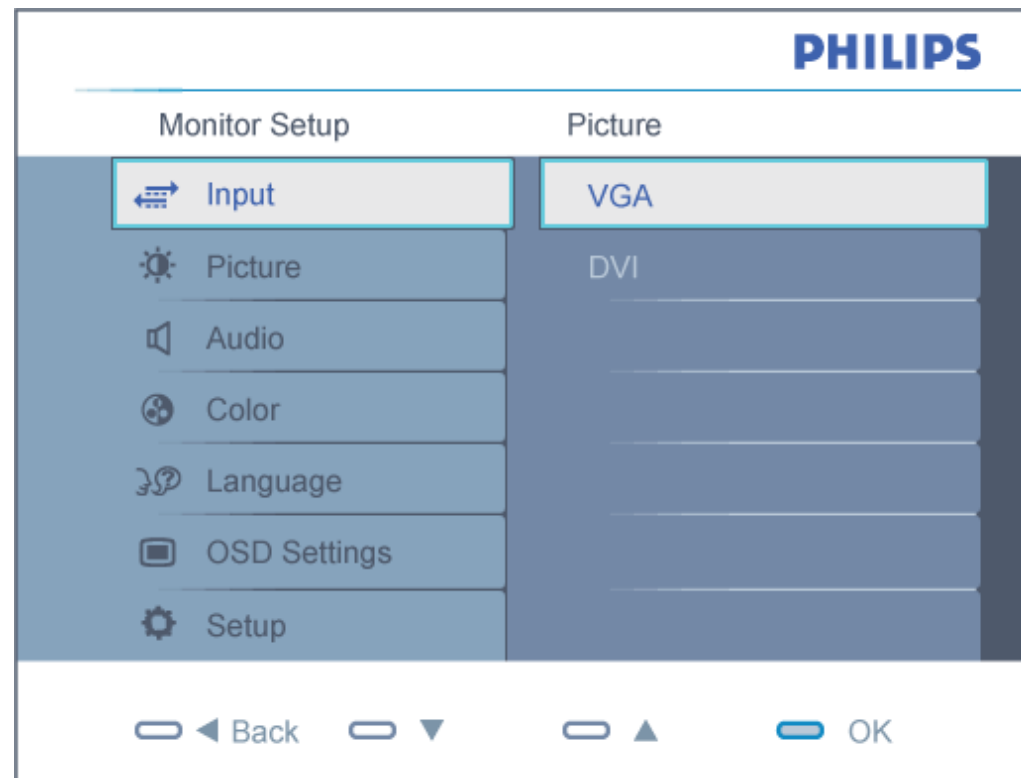 PHILIPS
Monitor Setup
Picture
Input
VGA
Picture
DVI
Audio
Color
Language
OSD Settings
Setup
Back
OK